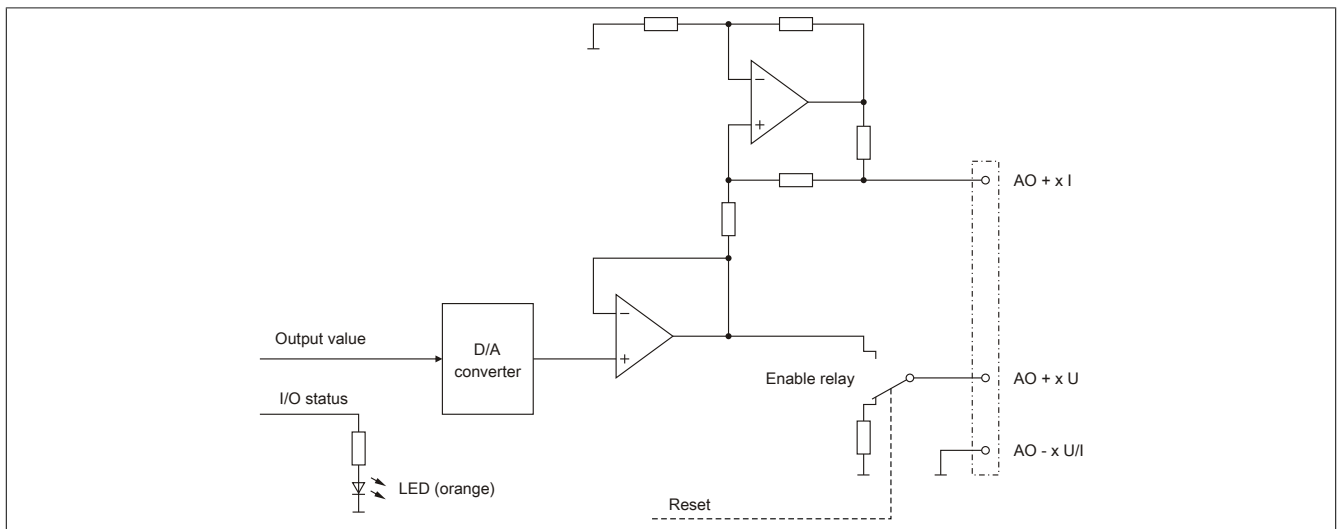 −
+
AO + x I
−
+
Output value
D/A
converter
Enable relay
AO + x U
I/O status
AO - x U/I
LED (orange)
Reset